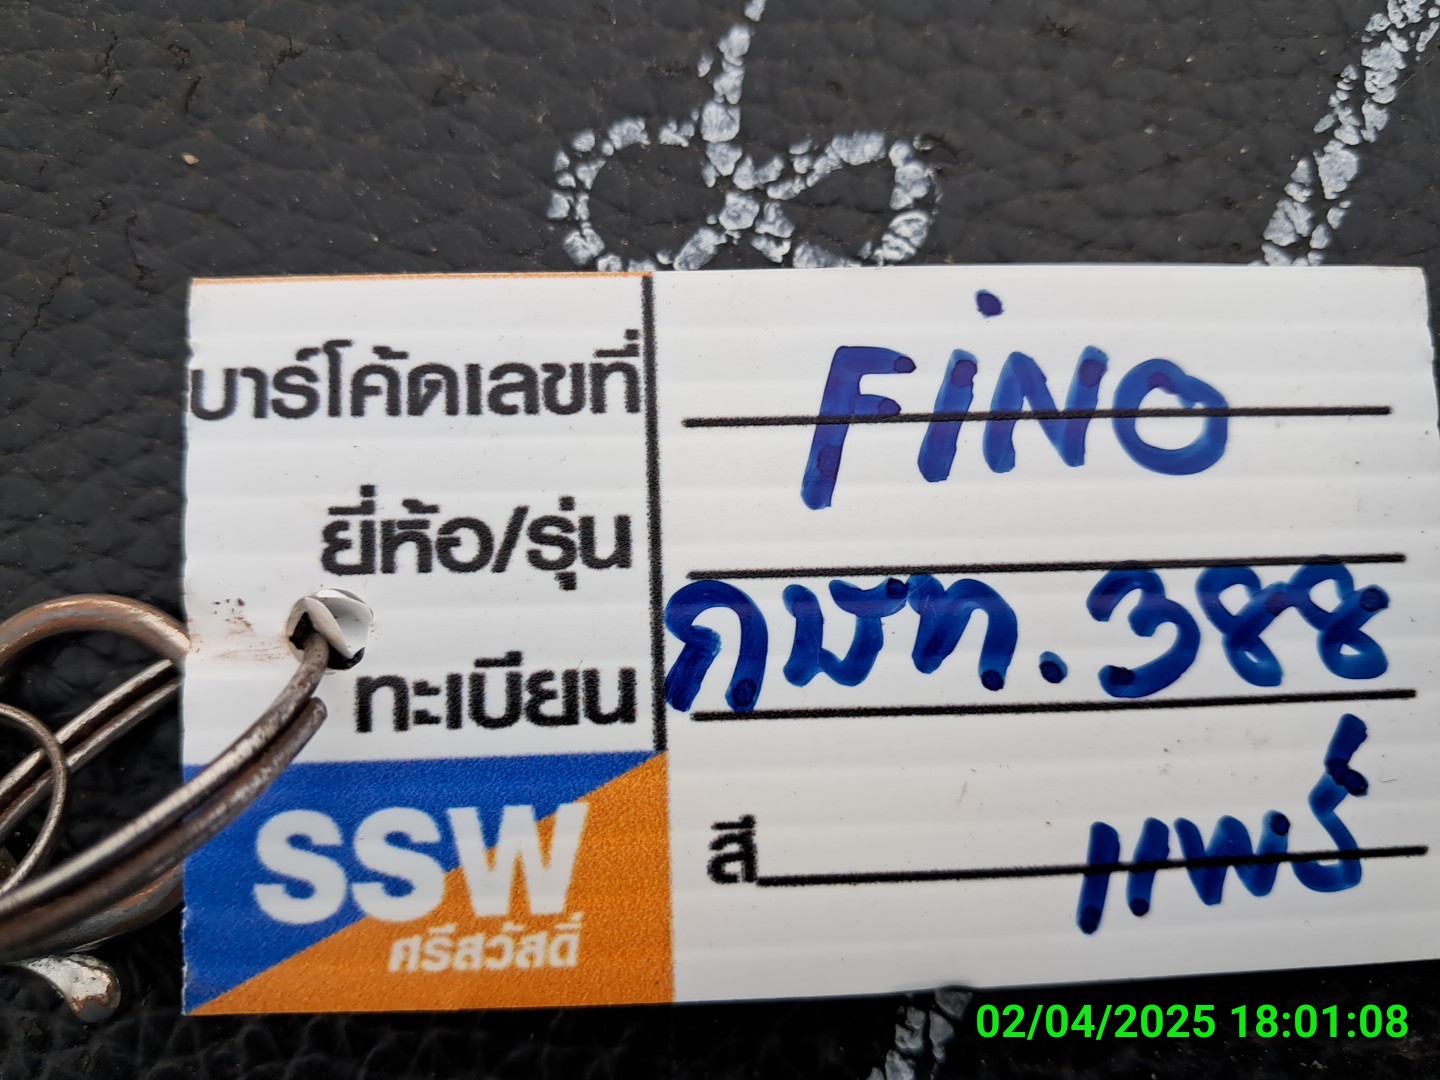 บาร์โค้ดเลขที่ FINO
ยี่ห้อ/รุ่น
ทะเบียน กษท.388
สี แพร่
SSW
ศรีสวัสดิ์
02/04/2025 18:01:08